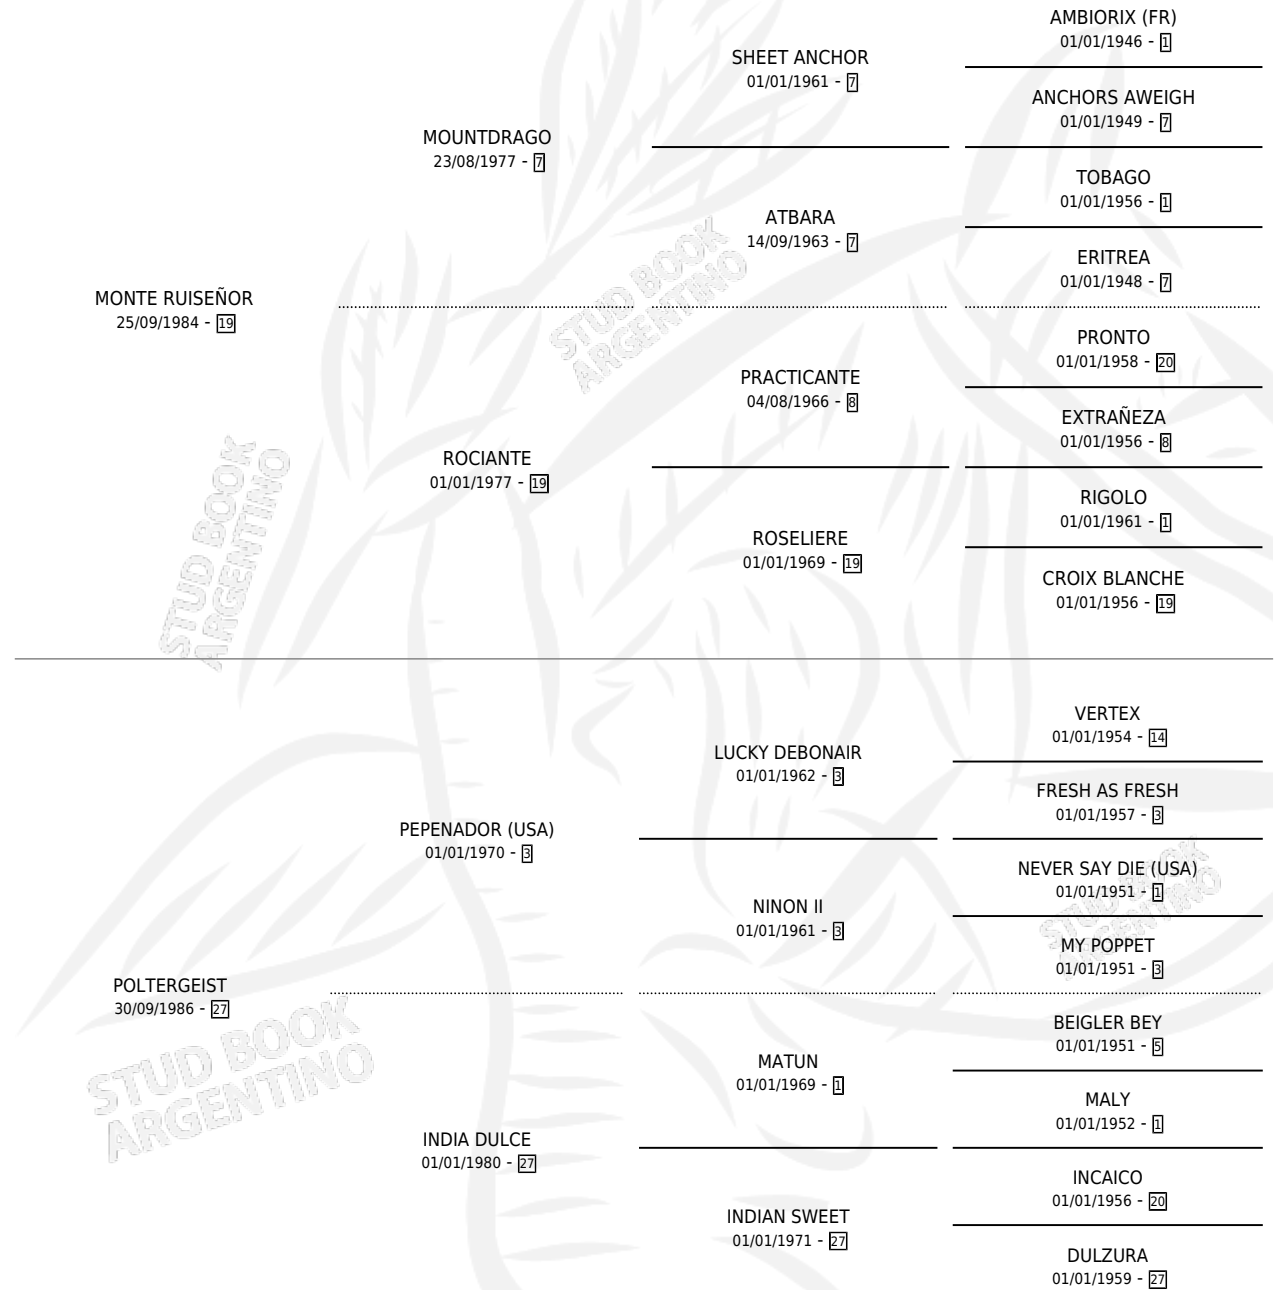 AMBIORIX (FR)
01/01/1946 - 1
SHEET ANCHOR
01/01/1961 - 7
ANCHORS AWEIGH
01/01/1949 - 7
MOUNTDRAGO
23/08/1977 - 7
TOBAGO
01/01/1956 - 1
ATBARA
14/09/1963 - 7
ERITREA
01/01/1948 - 7
MONTE RUISEÑOR
25/09/1984 - 19
PRONTO
01/01/1958 - 20
PRACTICANTE
04/08/1966 - 8
EXTRAÑEZA
01/01/1956 - 8
ROCIANTE
01/01/1977 - 19
RIGOLO
01/01/1961 - 1
ROSELIERE
01/01/1969 - 19
CROIX BLANCHE
01/01/1956 - 19
VERTEX
01/01/1954 - 14
LUCKY DEBONAIR
01/01/1962 - 3
FRESH AS FRESH
01/01/1957 - 3
PEPENADOR (USA)
01/01/1970 - 3
NEVER SAY DIE (USA)
01/01/1951 - 1
NINON II
01/01/1961 - 3
MY POPPET
01/01/1951 - 3
POLTERGEIST
30/09/1986 - 27
BEIGLER BEY
01/01/1951 - 5
MATUN
01/01/1969 - 1
MALY
01/01/1952 - 1
INDIA DULCE
01/01/1980 - 27
INCAICO
01/01/1956 - 20
INDIAN SWEET
01/01/1971 - 27
DULZURA
01/01/1959 - 27
STUD BOOK
ARGENTINO
STUD BOOK
ARGENTINO
STUD BOOK
ARGENTINO
STUD BOOK
ARGENTINO